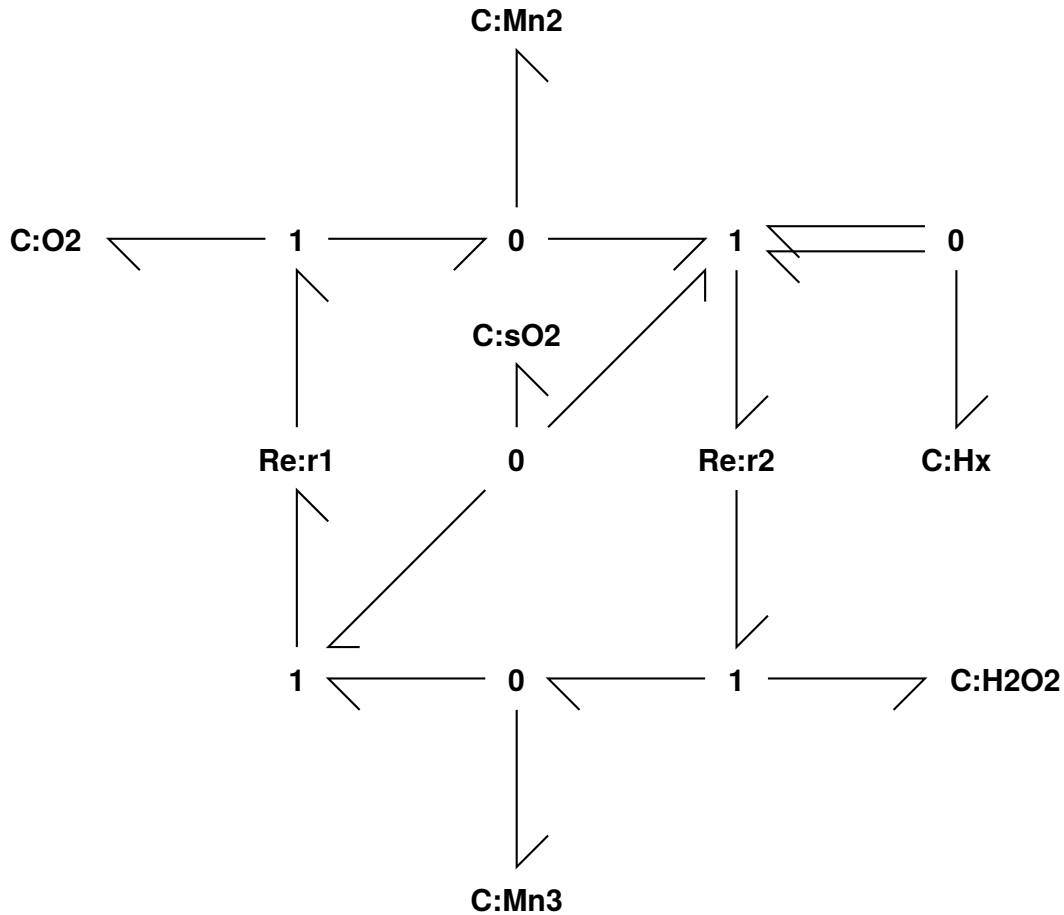 C:Mn2
C:O2 1 0 1 0
C:sO2
Re:r1 0 Re:r2 C:Hx
1 0 1 C:H2O2
C:Mn3